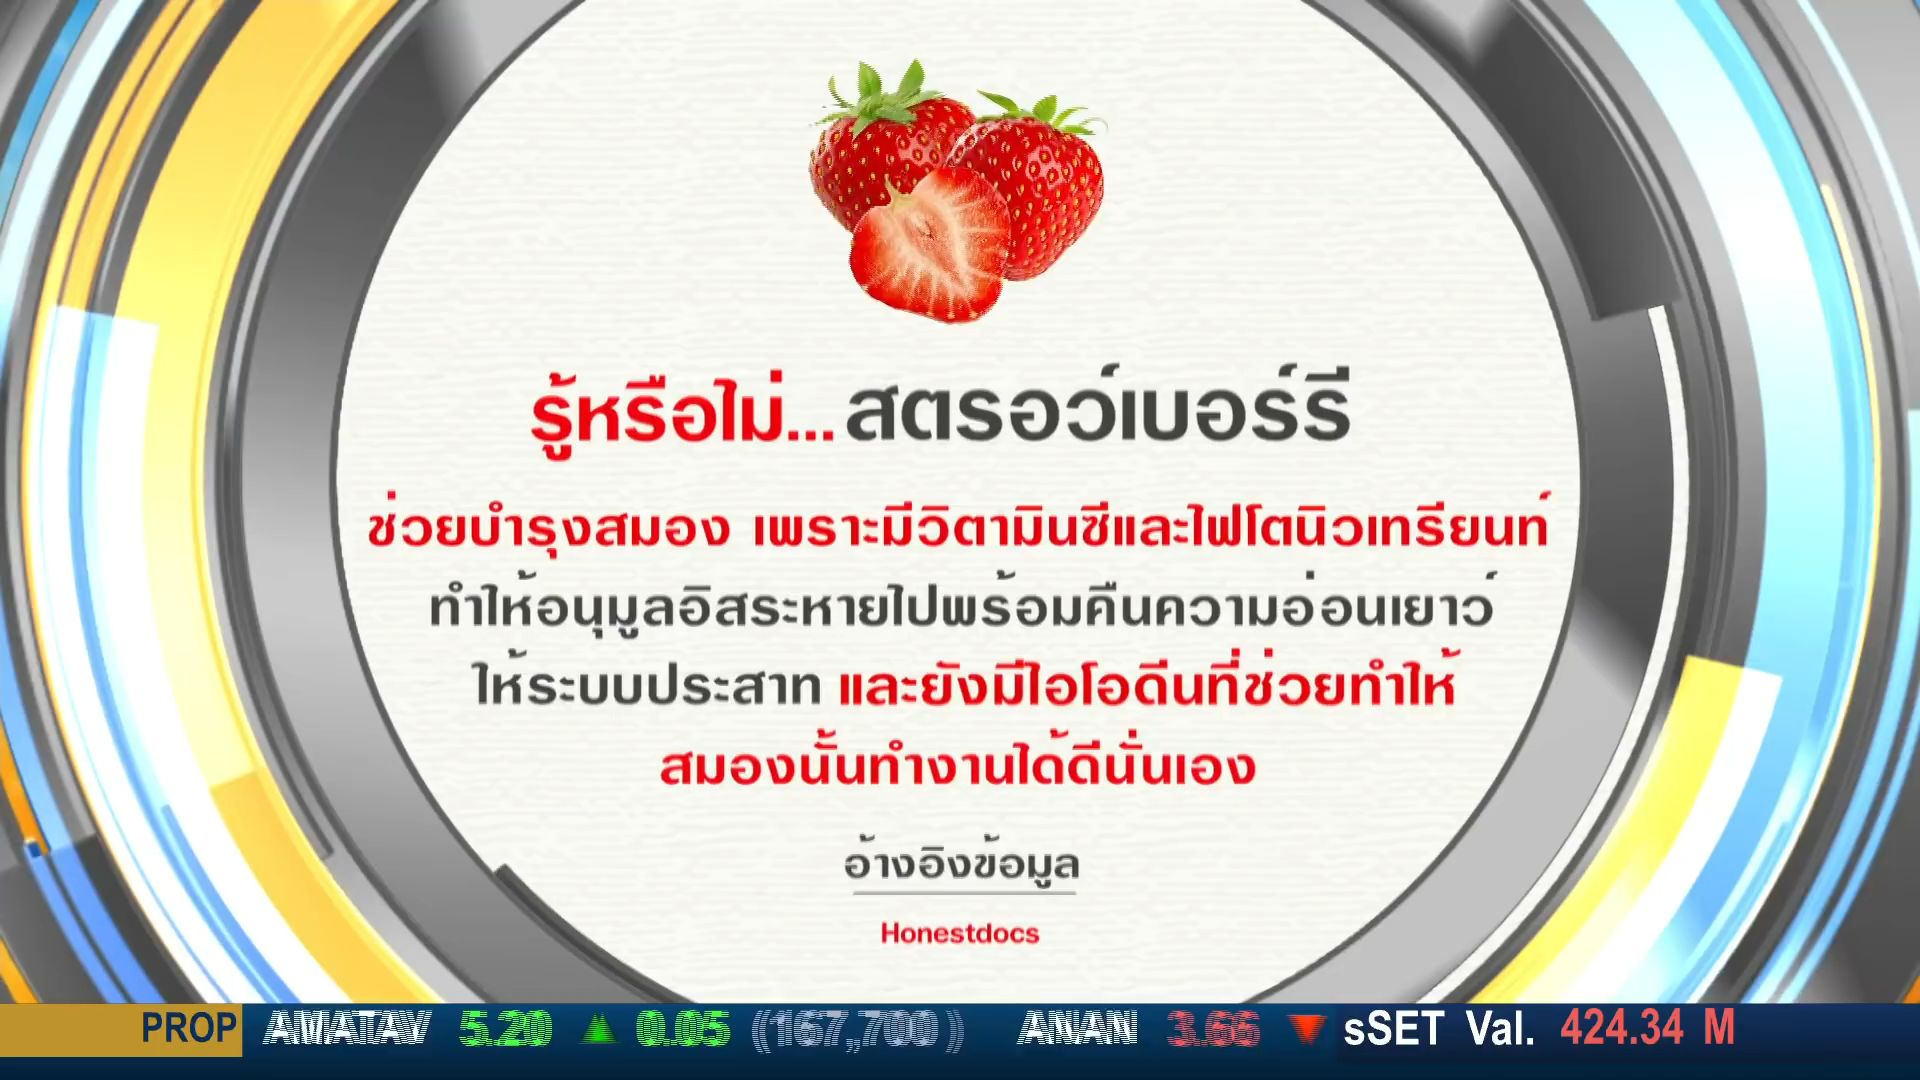 รู้หรือไม่... สตรอว์เบอร์รี
ช่วยบำรุงสมอง เพราะมีวิตามินซีและไฟโตนิวเทรียนท์
ทำให้อนุมูลอิสระหายไปพร้อมคืนความอ่อนเยาว์
ให้ระบบประสาท และยังมีไอโอดีนที่ช่วยทำให้
สมองนั้นทำงานได้ดีนั่นเอง
อ้างอิงข้อมูล
Honestdocs
PROP AMATAV 5.20 ▲ 0.05 (167,700) ANAN 3.66 ▼ sSET Val. 424.34 M